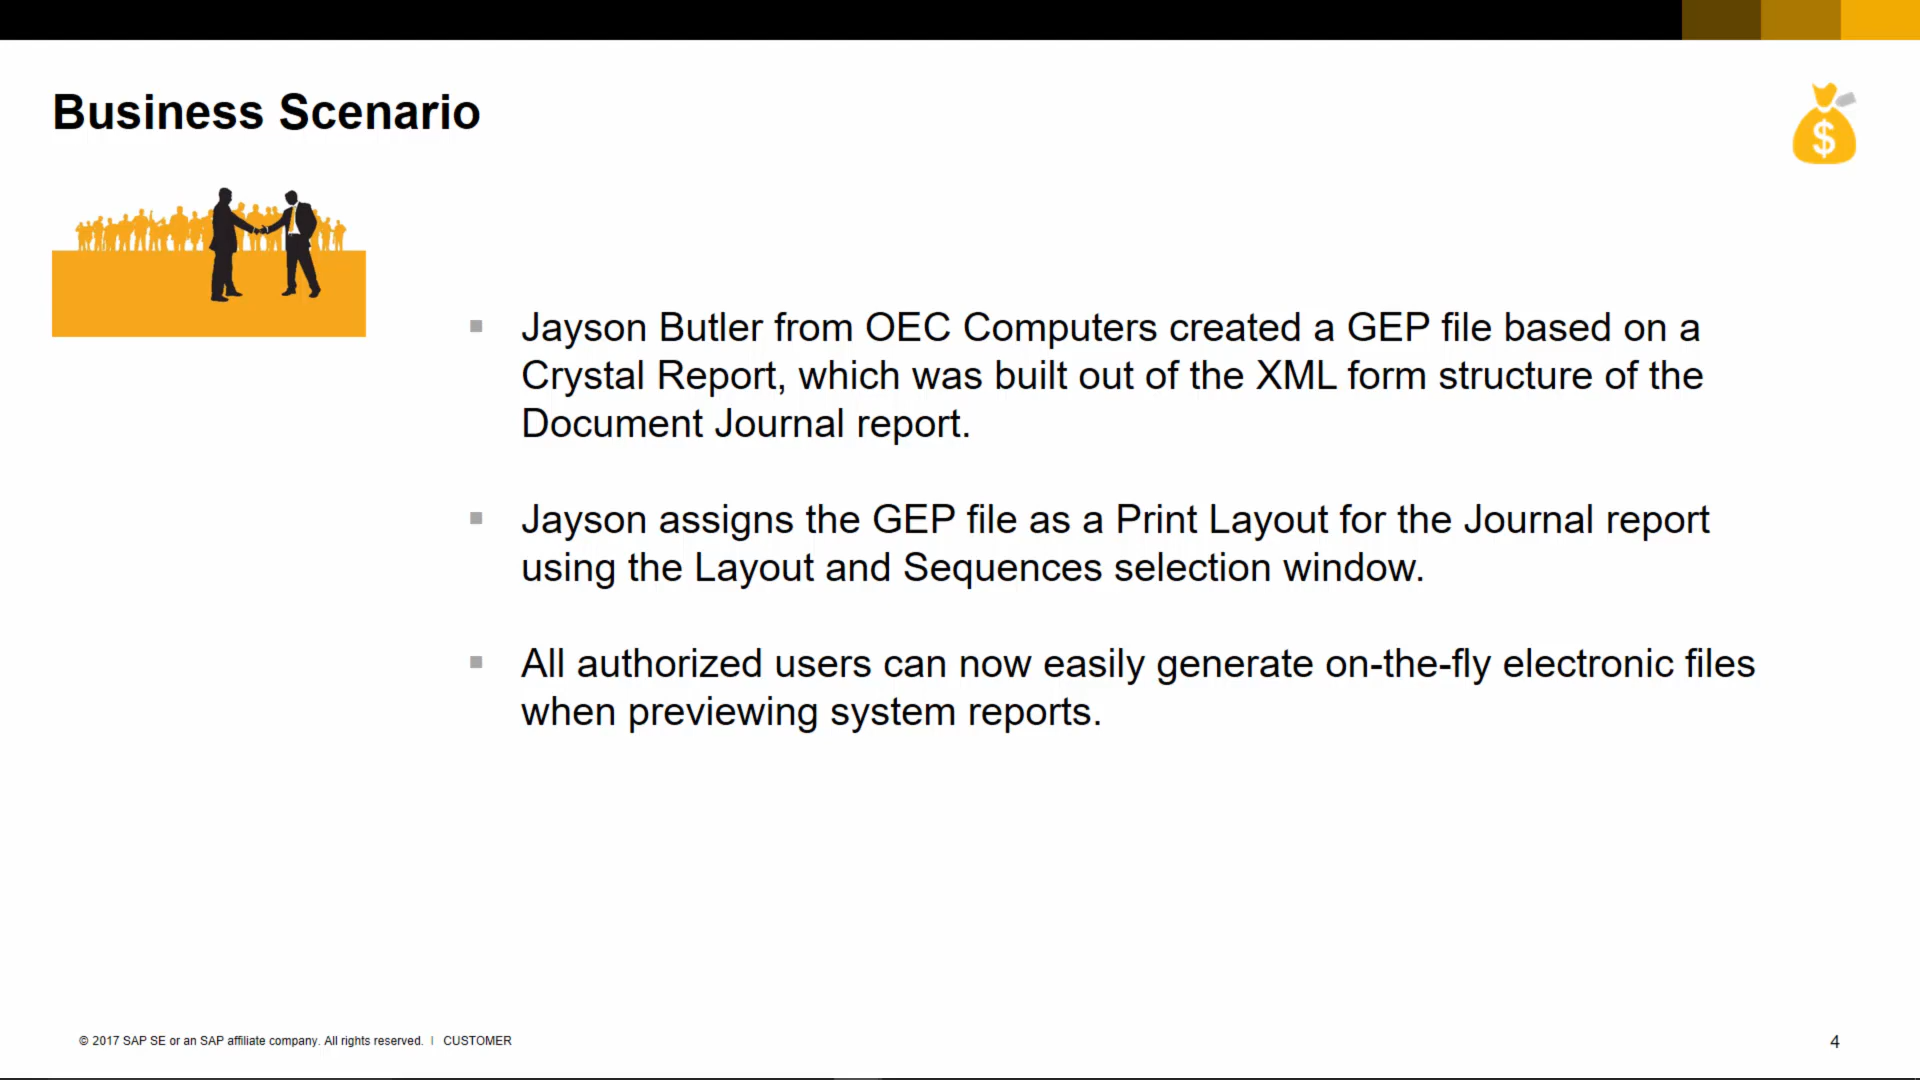 Business Scenario
$
Jayson Butler from OEC Computers created a GEP file based on a
Crystal Report, which was built out of the XML form structure of the
Document Journal report.
Jayson assigns the GEP file as a Print Layout for the Journal report
using the Layout and Sequences selection window.
All authorized users can now easily generate on-the-fly electronic files
when previewing system reports.
© 2017 SAP SE or an SAP affiliate company. All rights reserved. | CUSTOMER
4